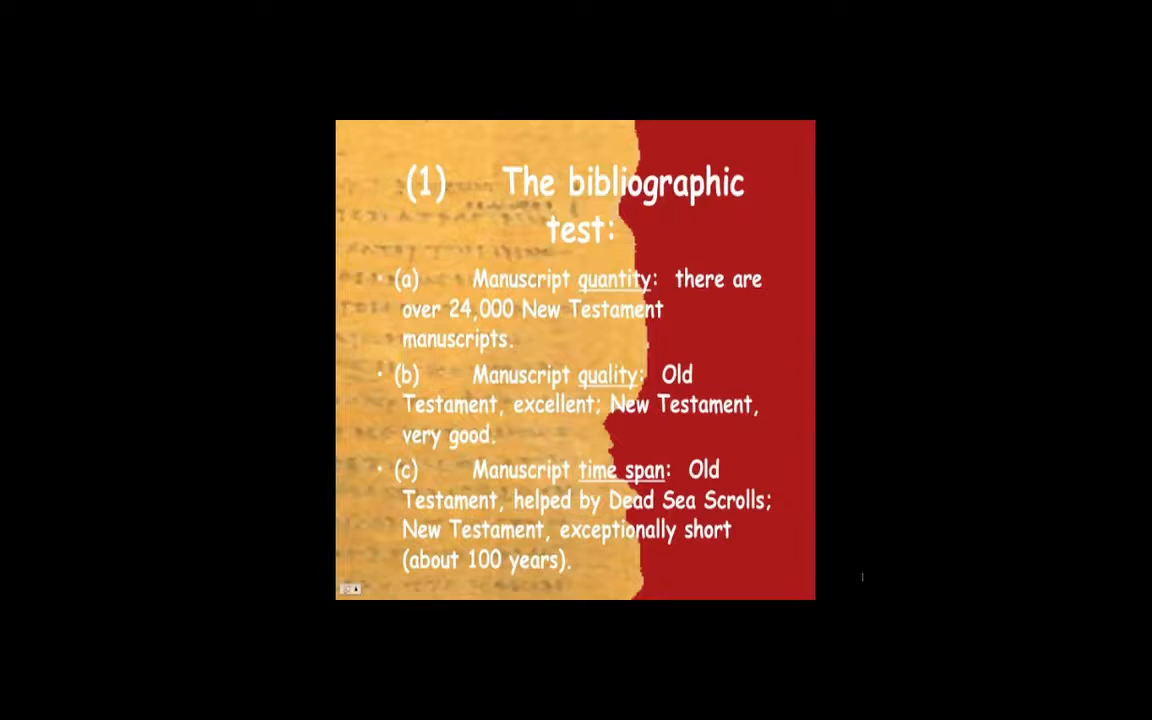 (1) The bibliographic
test:
• (a) Manuscript quantity: there are
over 24,000 New Testament
manuscripts.
• (b) Manuscript quality: Old
Testament, excellent; New Testament,
very good.
• (c) Manuscript time span: Old
Testament, helped by Dead Sea Scrolls;
New Testament, exceptionally short
(about 100 years).